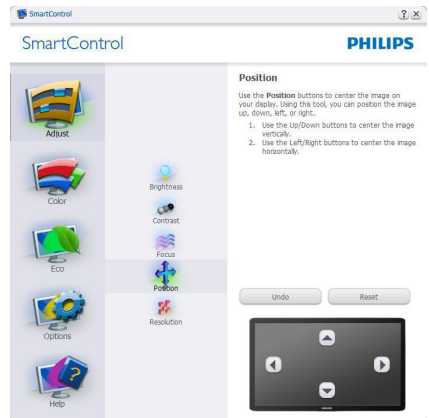 SmartControl
SmartControl
PHILIPS
Adjust
Color
Eco
Options
Help
Brightness
Contrast
Focus
Position
Resolution
Position
Use the Position buttons to center the image on
your display. Using this tool, you can position the image
up, down, left, or right.
1. Use the Up/Down buttons to center the image
vertically.
2. Use the Left/Right buttons to center the image
horizontally.
Undo
Reset
PHILIPS